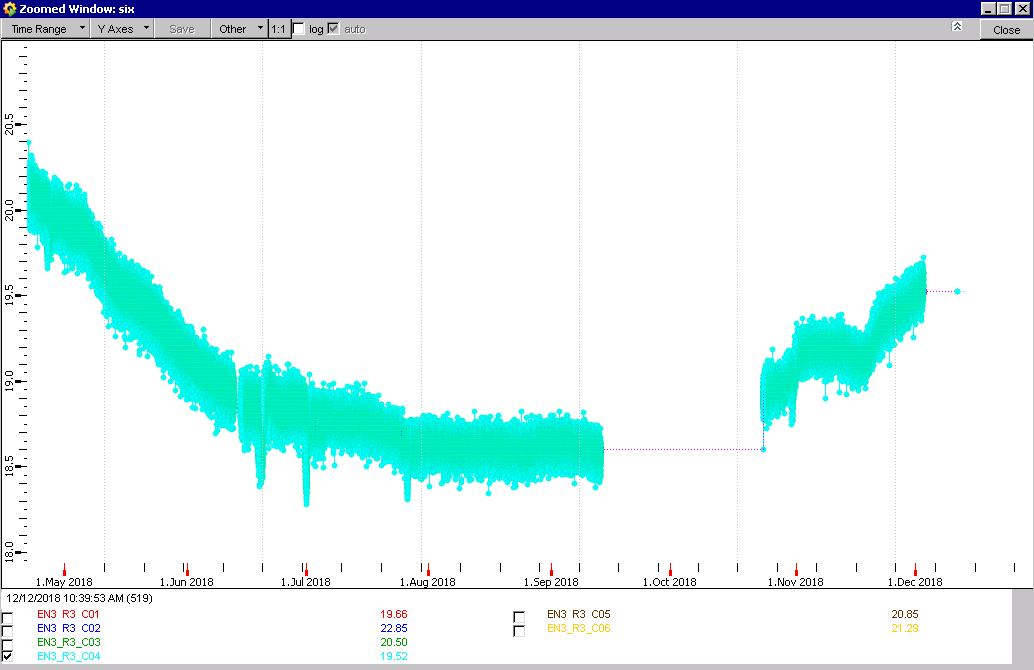 Zoomed Window: six
Time Range Y Axes Save Other 1:1 log auto Close
20.5
20.0
19.5
19.0
18.5
18.0
1.May 2018 1.Jun 2018 1.Jul 2018 1.Aug 2018 1.Sep 2018 1.Oct 2018 1.Nov 2018 1.Dec 2018
12/12/2018 10:39:53 AM (519)
EN3_R3_C01 19.66 EN3_R3_C05 20.85
EN3_R3_C02 22.85 EN3_R3_C06 21.29
EN3_R3_C03 20.50
EN3_R3_C04 19.52